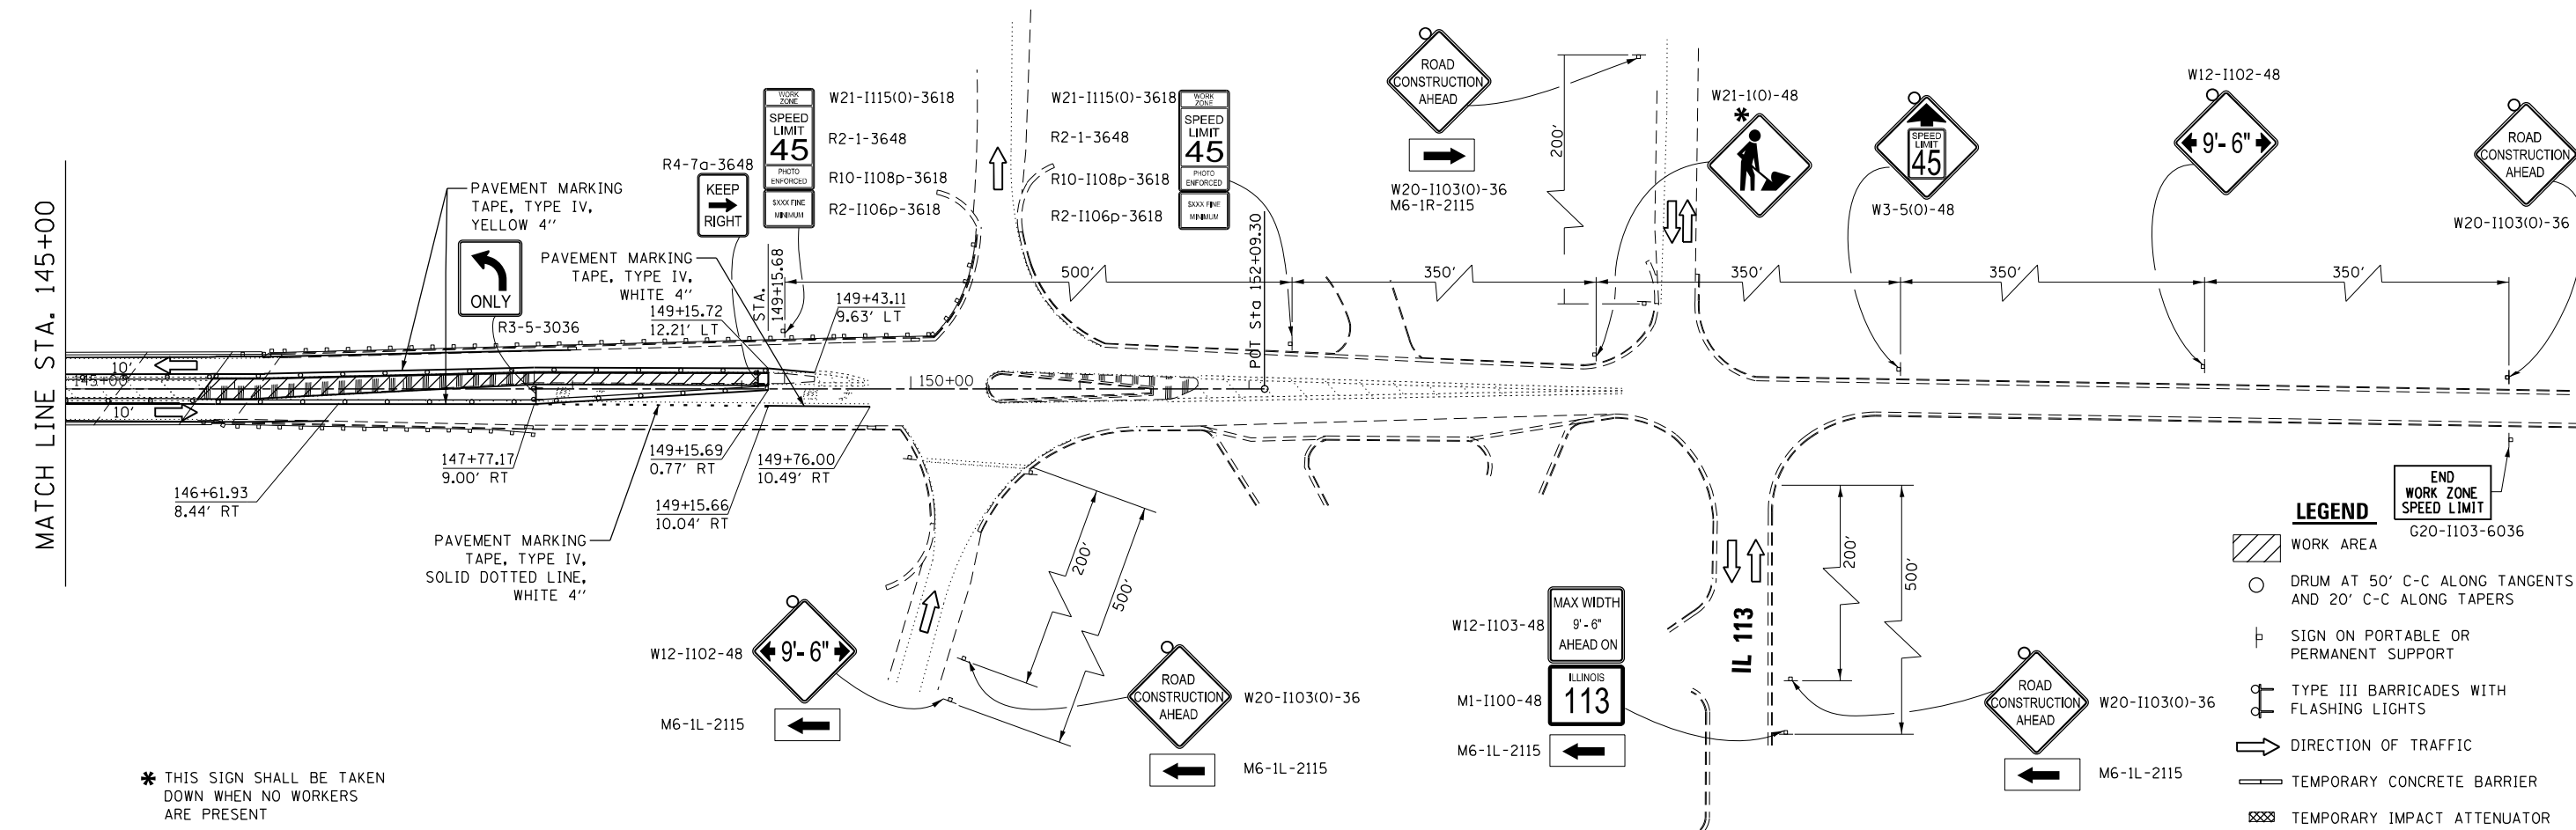 MATCH LINE STA. 145+00
PAVEMENT MARKING
TAPE, TYPE IV,
YELLOW 4''
ONLY
R3-5-3036
PAVEMENT MARKING
TAPE, TYPE IV,
WHITE 4''
R4-7a-3648
KEEP
RIGHT
WORK
ZONE
SPEED
LIMIT
45
PHOTO
ENFORCED
$XXX FINE
MINIMUM
W21-I115(O)-3618
R2-1-3648
R10-I108p-3618
R2-I106p-3618
STA.
149+15.68
149+15.72
12.21' LT
149+43.11
9.63' LT
W21-I115(O)-3618
R2-1-3648
R10-I108p-3618
R2-I106p-3618
WORK
ZONE
SPEED
LIMIT
45
PHOTO
ENFORCED
$XXX FINE
MINIMUM
POT Sta 152+09.30
500'
350'
350'
350'
350'
ROAD
CONSTRUCTION
AHEAD
W20-I103(O)-36
M6-1R-2115
200'
W21-1(O)-48
*
SPEED
LIMIT
45
W3-5(O)-48
W12-I102-48
9'- 6"
ROAD
CONSTRUCTION
AHEAD
W20-I103(O)-36
10'
145+00
10'
150+00
146+61.93
8.44' RT
147+77.17
9.00' RT
149+15.69
0.77' RT
149+15.66
10.04' RT
149+76.00
10.49' RT
PAVEMENT MARKING
TAPE, TYPE IV,
SOLID DOTTED LINE,
WHITE 4''
200'
500'
W12-I102-48
9'- 6"
M6-1L-2115
ROAD
CONSTRUCTION
AHEAD
W20-I103(O)-36
M6-1L-2115
W12-I103-48
MAX WIDTH
9'- 6"
AHEAD ON
M1-I100-48
ILLINOIS
113
M6-1L-2115
IL 113
200'
500'
ROAD
CONSTRUCTION
AHEAD
W20-I103(O)-36
M6-1L-2115
END
WORK ZONE
SPEED LIMIT
G20-I103-6036
LEGEND
WORK AREA
DRUM AT 50' C-C ALONG TANGENTS
AND 20' C-C ALONG TAPERS
SIGN ON PORTABLE OR
PERMANENT SUPPORT
TYPE III BARRICADES WITH
FLASHING LIGHTS
DIRECTION OF TRAFFIC
TEMPORARY CONCRETE BARRIER
TEMPORARY IMPACT ATTENUATOR
* THIS SIGN SHALL BE TAKEN
DOWN WHEN NO WORKERS
ARE PRESENT